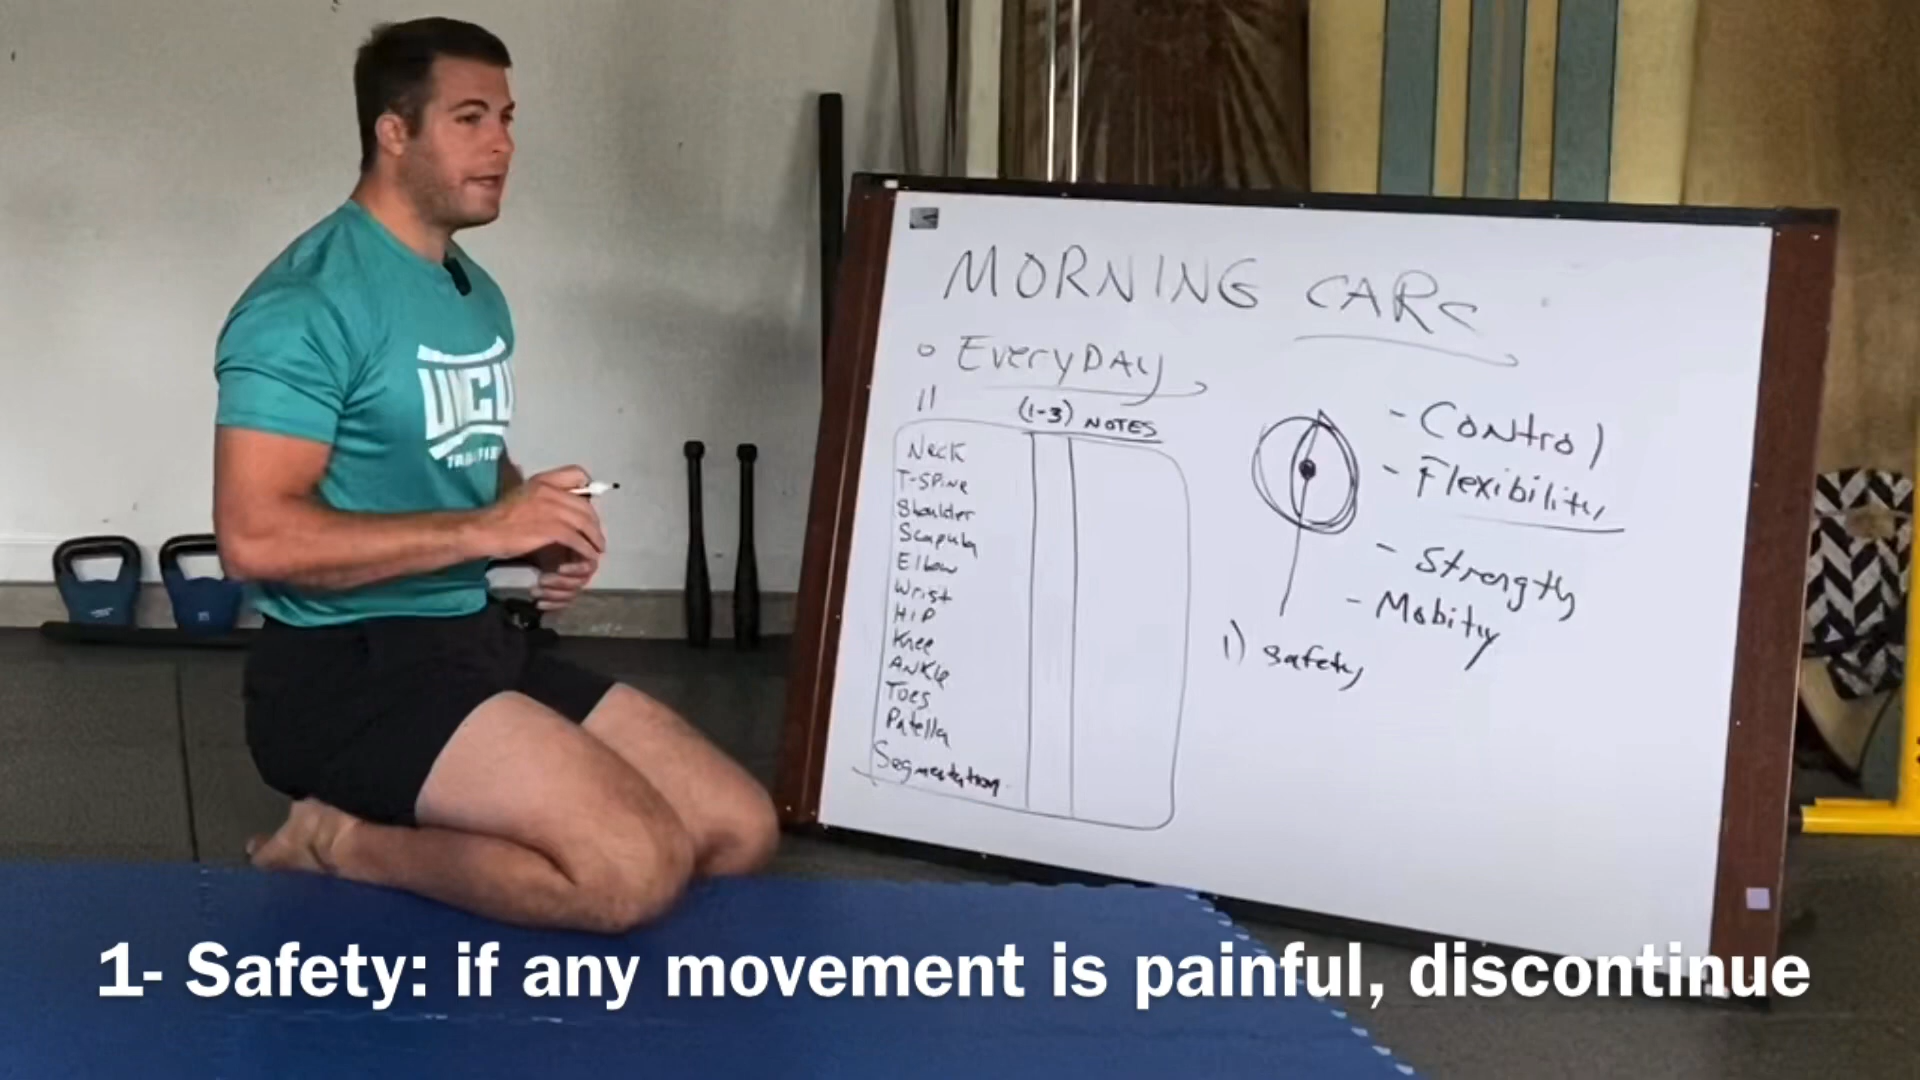 MORNING CARS
EveryDAy
(1-3) NOTES
Neck
T-SPine
Shoulder
Scapula
Elbow
Wrist
HiP
Knee
ANKle
Toes
Patella
Segmentation
- Control
- Flexibility
- Strength
- Mobity
1) safety
1- Safety: if any movement is painful, discontinue